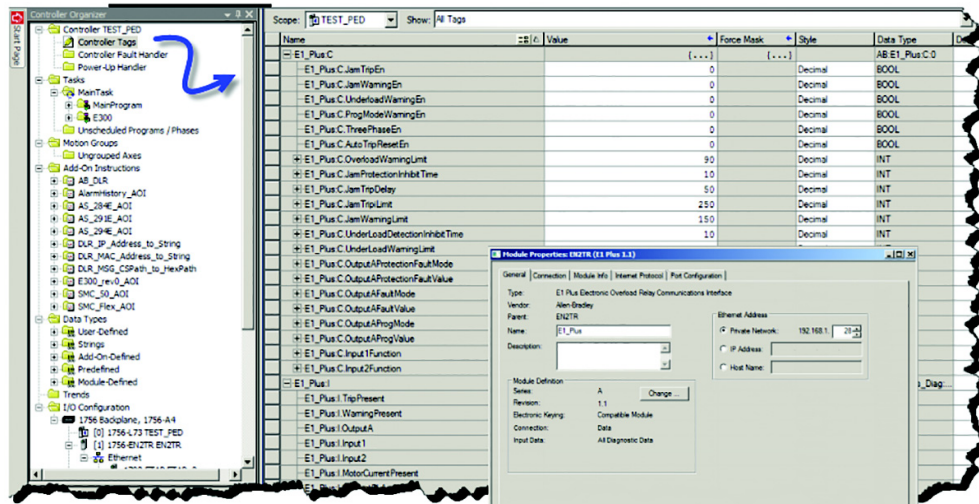 Start Page
Controller Organizer
Controller TEST_PED
Controller Tags
Controller Fault Handler
Power-Up Handler
Tasks
MainTask
MainProgram
E300
Unscheduled Programs / Phases
Motion Groups
Ungrouped Axes
Add-On Instructions
AB_DLR
AlarmHistory_AOI
AS_284E_AOI
AS_291E_AOI
AS_294E_AOI
DLR_IP_Address_to_String
DLR_MAC_Address_to_String
DLR_MSG_CSPath_to_HexPath
E300_rev0_AOI
SMC_50_AOI
SMC_Flex_AOI
Data Types
User-Defined
Strings
Add-On-Defined
Predefined
Module-Defined
Trends
I/O Configuration
1756 Backplane, 1756-A4
[0] 1756-L73 TEST_PED
[1] 1756-EN2TR EN2TR
Ethernet
Scope: TEST_PED Show: All Tags
Name Value Force Mask Style Data Type
E1_Plus:C {...} {...} AB:E1_Plus:C:0
E1_Plus:C.JamTripEn 0 Decimal BOOL
E1_Plus:C.JamWarningEn 0 Decimal BOOL
E1_Plus:C.UnderloadWarningEn 0 Decimal BOOL
E1_Plus:C.ProgModeWarningEn 0 Decimal BOOL
E1_Plus:C.ThreePhaseEn 0 Decimal BOOL
E1_Plus:C.AutoTripResetEn 0 Decimal BOOL
E1_Plus:C.OverloadWarningLimit 90 Decimal INT
E1_Plus:C.JamProtectionInhibitTime 10 Decimal INT
E1_Plus:C.JamTripDelay 50 Decimal INT
E1_Plus:C.JamTripiLimit 250 Decimal INT
E1_Plus:C.JamWarningLimit 150 Decimal INT
E1_Plus:C.UnderLoadDetectionInhibitTime 10 Decimal INT
E1_Plus:C.UnderLoadWarningLimit
E1_Plus:C.OutputAProtectionFaultMode
E1_Plus:C.OutputAProtectionFaultValue
E1_Plus:C.OutputAFaultMode
E1_Plus:C.OutputAFaultValue
E1_Plus:C.OutputAProgMode
E1_Plus:C.OutputAProgValue
E1_Plus:C.Input1Function
E1_Plus:C.Input2Function
E1_Plus:I s_Diag:...
E1_Plus:I.TripPresent
E1_Plus:I.WarningPresent
E1_Plus:I.OutputA
E1_Plus:I.Input1
E1_Plus:I.Input2
E1_Plus:I.MotorCurrentPresent
Module Properties: EN2TR (E1 Plus 1.1)
General Connection Module Info Internet Protocol Port Configuration
Type: E1 Plus Electronic Overload Relay Communications Interface
Vendor: Allen-Bradley
Parent: EN2TR
Name: E1_Plus
Description:
Ethernet Address
Private Network: 192.168.1. 28
IP Address:
Host Name:
Module Definition
Series: A Change ...
Revision: 1.1
Electronic Keying: Compatible Module
Connection: Data
Input Data: All Diagnostic Data